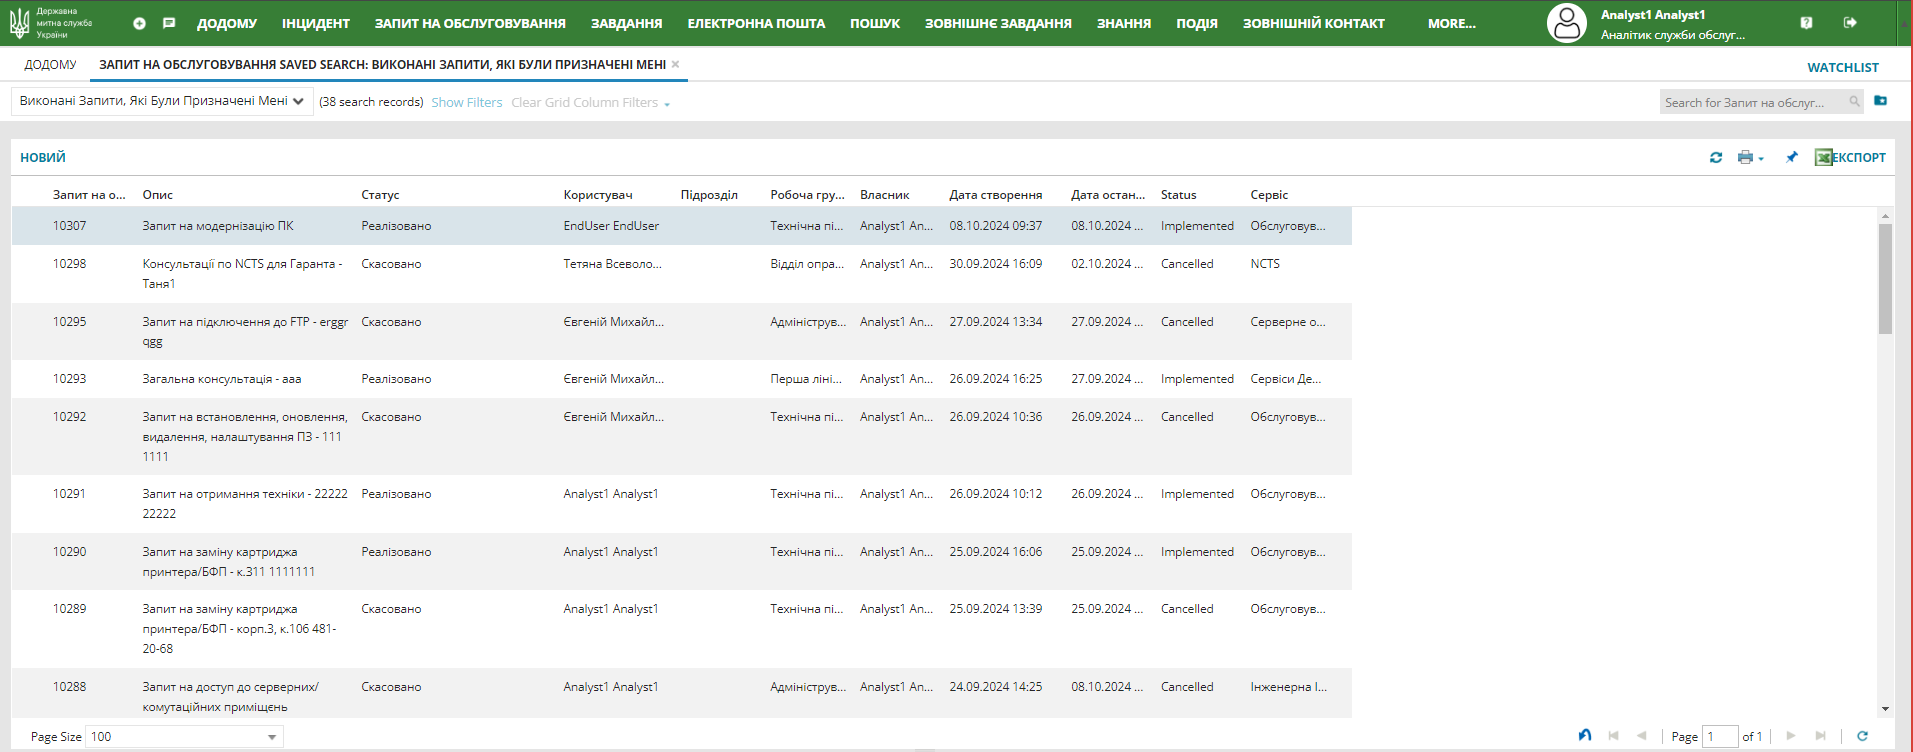 Державна
митна служба
України
ДОДОМУ ІНЦИДЕНТ ЗАПИТ НА ОБСЛУГОВУВАННЯ ЗАВДАННЯ ЕЛЕКТРОННА ПОШТА ПОШУК ЗОВНІШНЄ ЗАВДАННЯ ЗНАННЯ ПОДІЯ ЗОВНІШНІЙ КОНТАКТ MORE...
Analyst1 Analyst1
Аналітик служби обслуг...
ДОДОМУ ЗАПИТ НА ОБСЛУГОВУВАННЯ SAVED SEARCH: ВИКОНАНІ ЗАПИТИ, ЯКІ БУЛИ ПРИЗНАЧЕНІ МЕНІ WATCHLIST
Виконані Запити, Які Були Призначені Мені (38 search records) Show Filters Clear Grid Column Filters Search for Запит на обслуг...
НОВИЙ ЕКСПОРТ
Запит на о... Опис Статус Користувач Підрозділ Робоча гру... Власник Дата створення Дата остан... Status Сервіс
10307 Запит на модернізацію ПК Реалізовано EndUser EndUser Технічна пі... Analyst1 An... 08.10.2024 09:37 08.10.2024 ... Implemented Обслуговув...
10298 Консультації по NCTS для Гаранта - Скасовано Тетяна Всеволо... Відділ опра... Analyst1 An... 30.09.2024 16:09 02.10.2024 ... Cancelled NCTS
Таня1
10295 Запит на підключення до FTP - erggr Скасовано Євгеній Михайл... Адмініструв... Analyst1 An... 27.09.2024 13:34 27.09.2024 ... Cancelled Серверне о...
qgg
10293 Загальна консультація - ааа Реалізовано Євгеній Михайл... Перша ліні... Analyst1 An... 26.09.2024 16:25 27.09.2024 ... Implemented Сервіси Де...
10292 Запит на встановлення, оновлення, Скасовано Євгеній Михайл... Технічна пі... Analyst1 An... 26.09.2024 10:36 26.09.2024 ... Cancelled Обслуговув...
видалення, налаштування ПЗ - 111
1111
10291 Запит на отримання техніки - 22222 Реалізовано Analyst1 Analyst1 Технічна пі... Analyst1 An... 26.09.2024 10:12 26.09.2024 ... Implemented Обслуговув...
22222
10290 Запит на заміну картриджа Реалізовано Analyst1 Analyst1 Технічна пі... Analyst1 An... 25.09.2024 16:06 25.09.2024 ... Implemented Обслуговув...
принтера/БФП - к.311 1111111
10289 Запит на заміну картриджа Скасовано Analyst1 Analyst1 Технічна пі... Analyst1 An... 25.09.2024 13:39 25.09.2024 ... Cancelled Обслуговув...
принтера/БФП - корп.3, к.106 481-
20-68
10288 Запит на доступ до серверних/ Скасовано Analyst1 Analyst1 Адмініструв... Analyst1 An... 24.09.2024 14:25 08.10.2024 ... Cancelled Інженерна І...
комутаційних приміщень
Page Size 100 Page 1 of 1